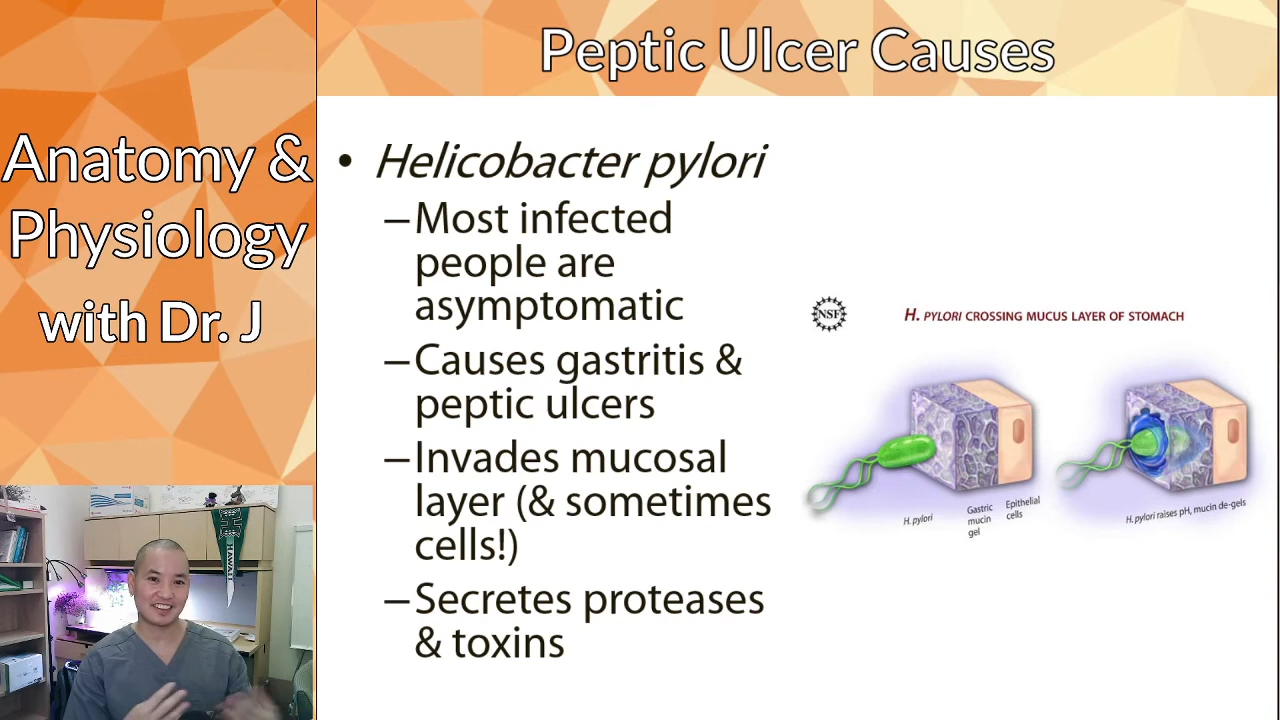 Anatomy &
Physiology
with Dr. J
Peptic Ulcer Causes
• Helicobacter pylori
–Most infected
people are
asymptomatic
–Causes gastritis &
peptic ulcers
–Invades mucosal
layer (& sometimes
cells!)
–Secretes proteases
& toxins
NSF
H. PYLORI CROSSING MUCUS LAYER OF STOMACH
H. pylori
Gastric
mucin
gel
Epithelial
cells
H. pylori raises pH, mucin de-gels